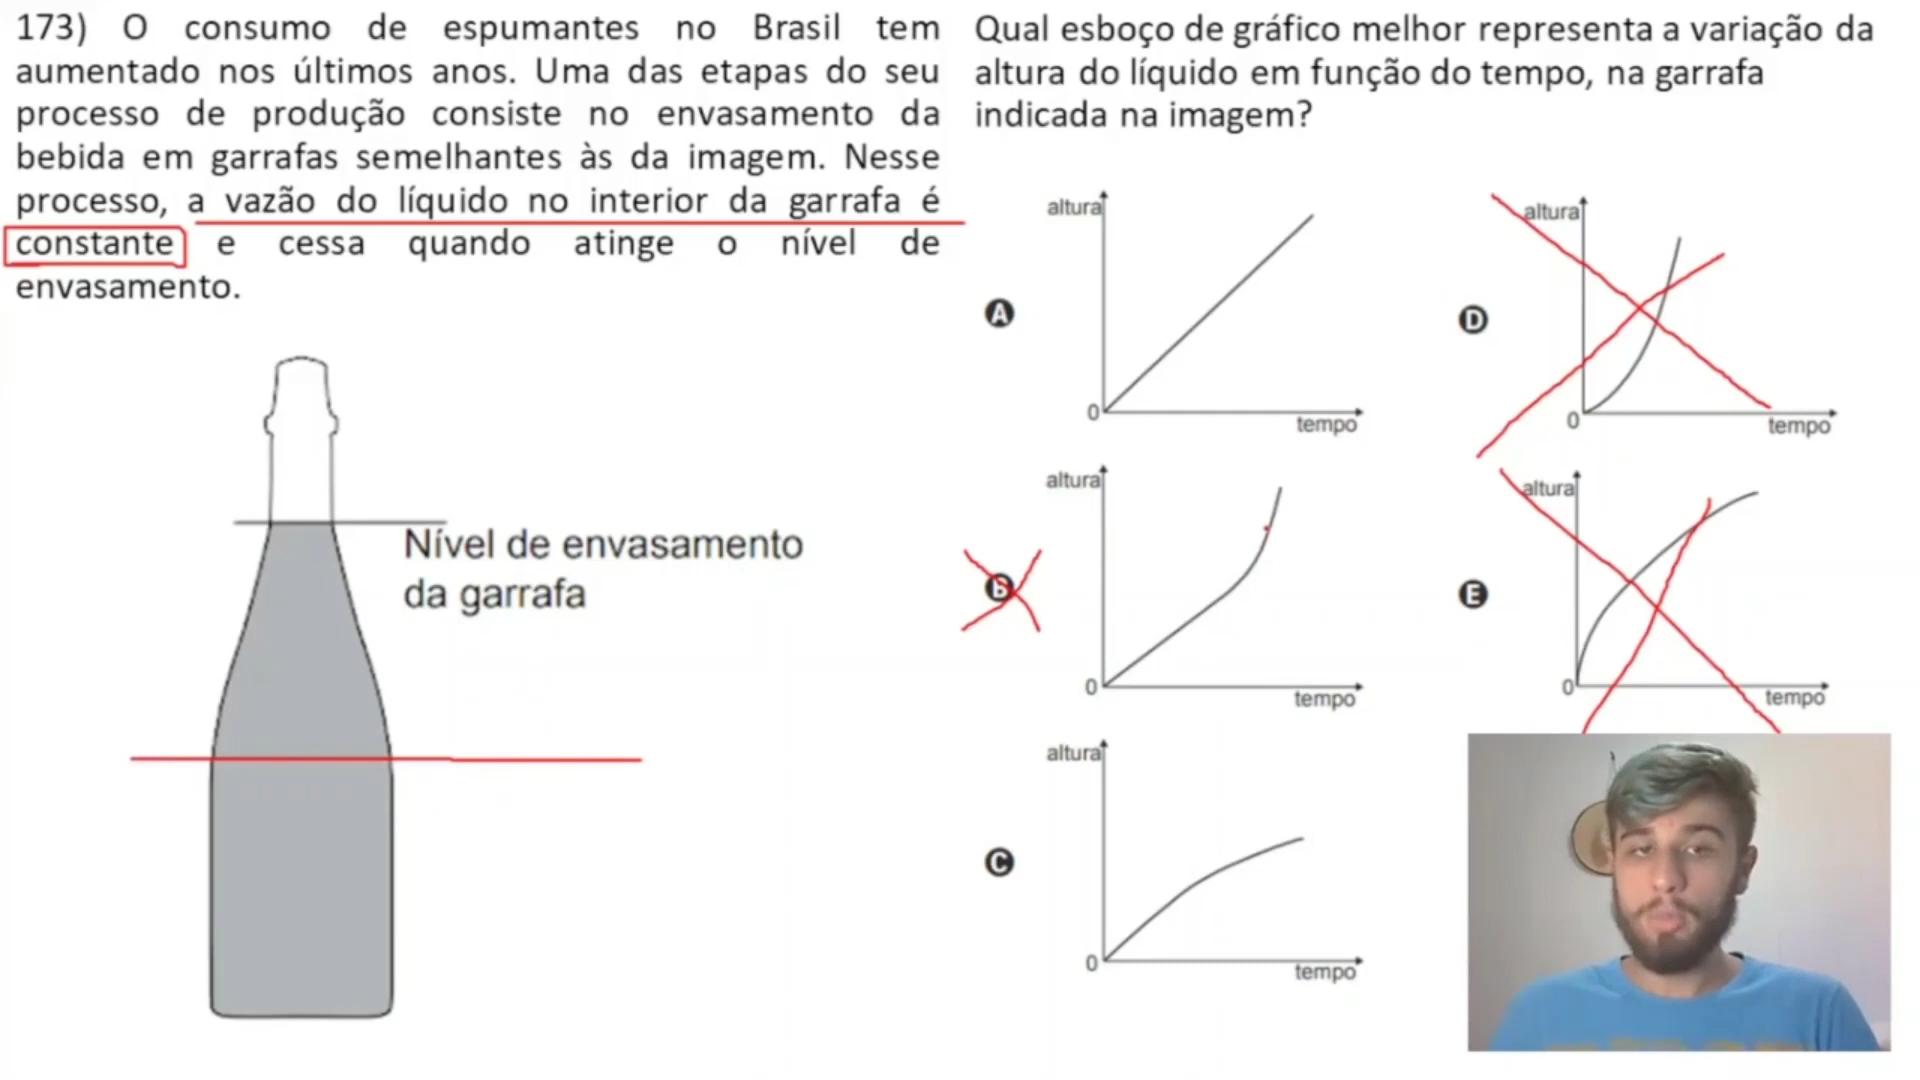 173) O consumo de espumantes no Brasil tem
aumentado nos últimos anos. Uma das etapas do seu
processo de produção consiste no envasamento da
bebida em garrafas semelhantes às da imagem. Nesse
processo, a vazão do líquido no interior da garrafa é
constante e cessa quando atinge o nível de
envasamento.
Nível de envasamento
da garrafa
Qual esboço de gráfico melhor representa a variação da
altura do líquido em função do tempo, na garrafa
indicada na imagem?
altura
A
0
tempo
altura
B
0
tempo
altura
C
0
tempo
altura
D
0
tempo
altura
E
0
tempo